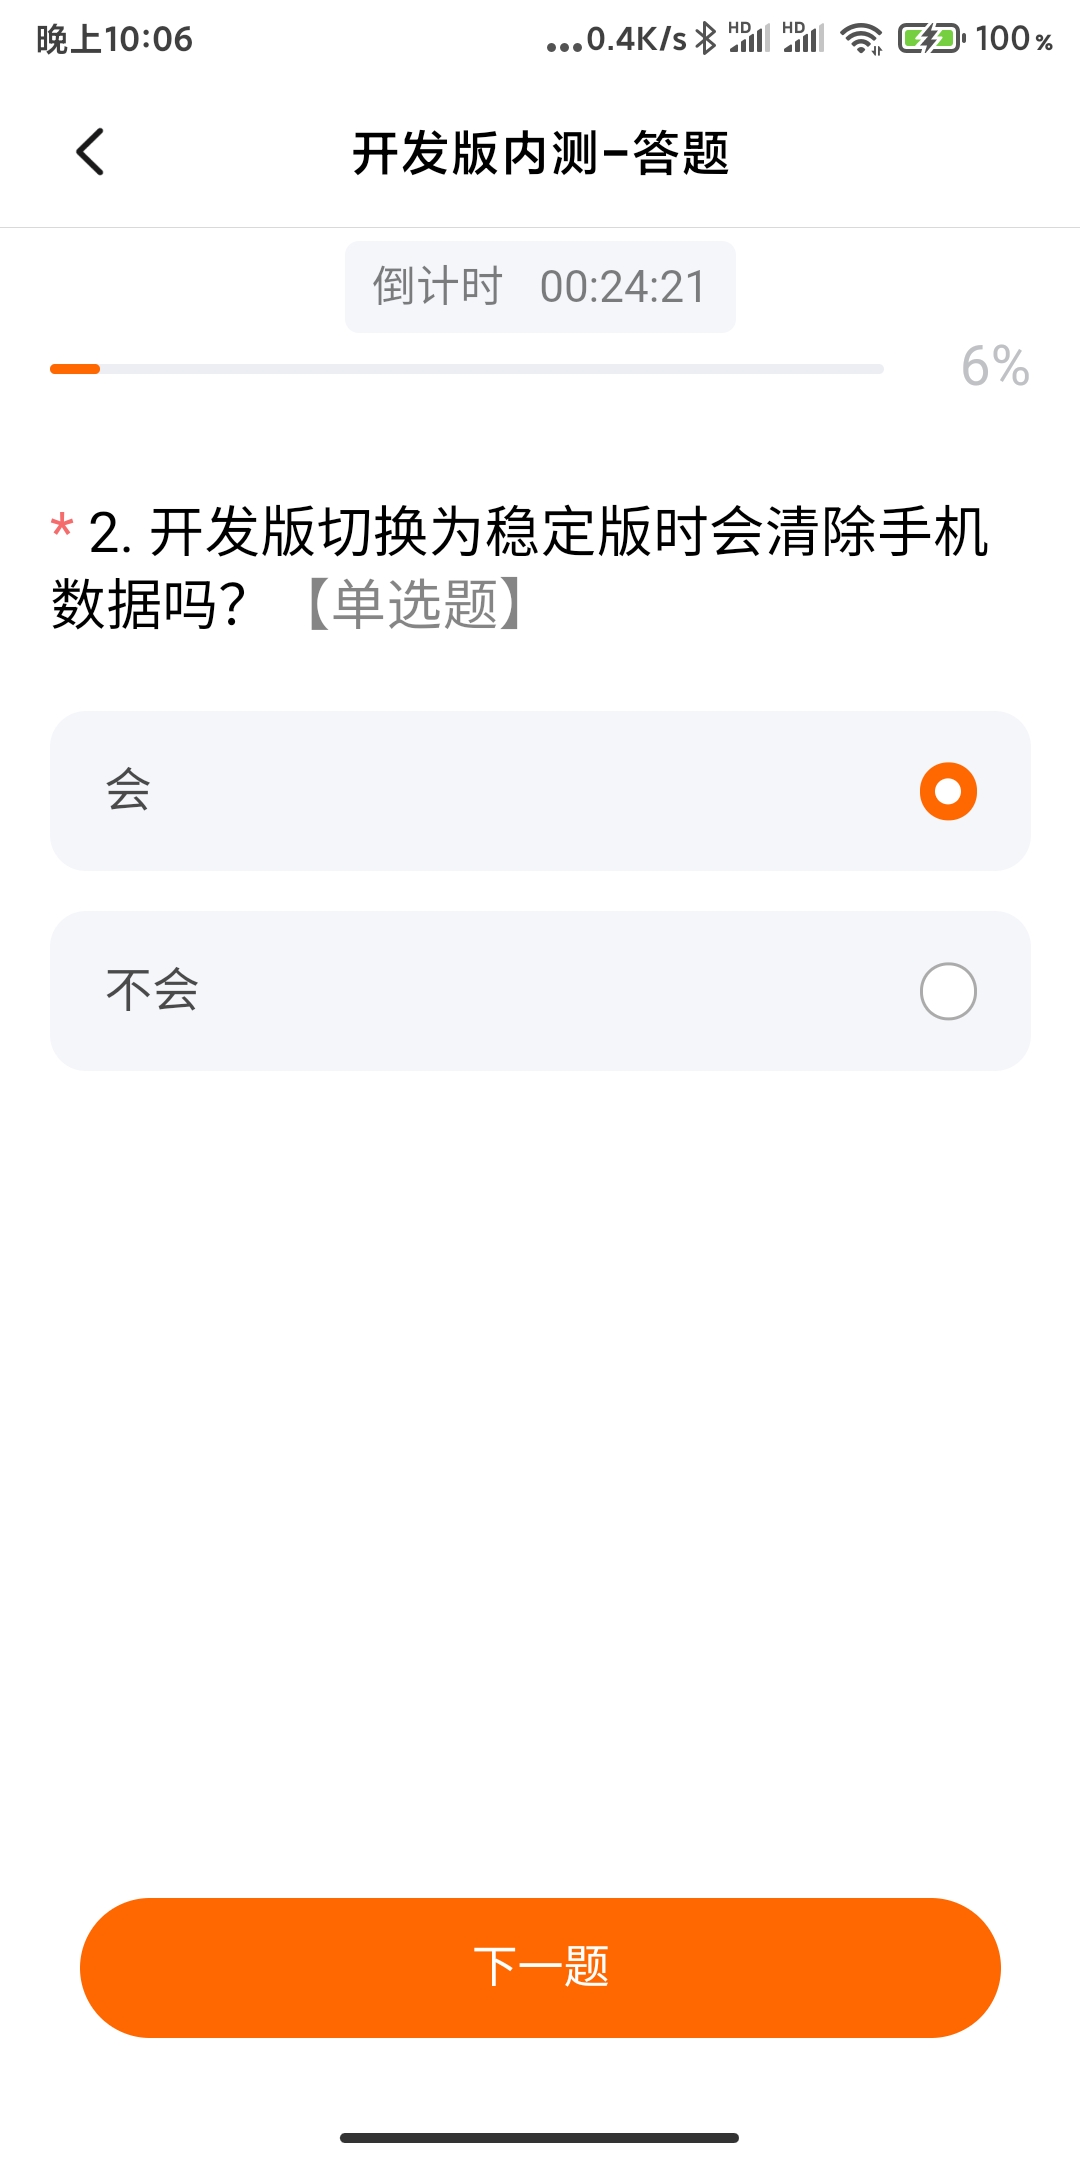 晚上10:06
...0.4K/s HD HD 100%
开发版内测-答题
倒计时 00:24:21
6%
* 2. 开发版切换为稳定版时会清除手机
数据吗？ 【单选题】
会
不会
下一题